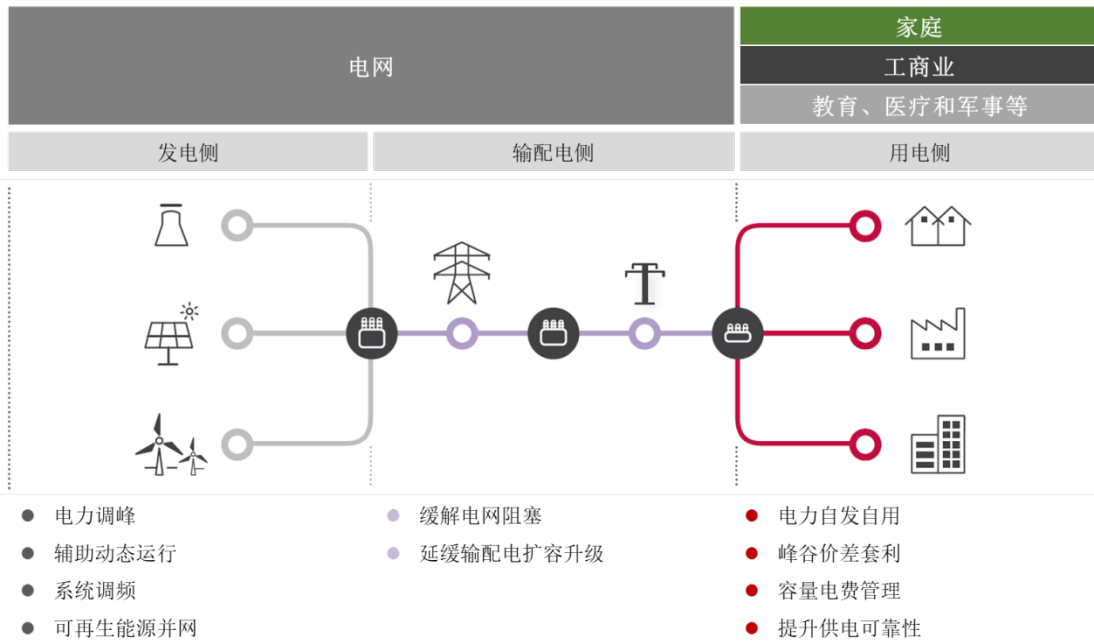 电网
家庭
工商业
教育、医疗和军事等
发电侧
输配电侧
用电侧
电力调峰
辅助动态运行
系统调频
可再生能源并网
缓解电网阻塞
延缓输配电扩容升级
电力自发自用
峰谷价差套利
容量电费管理
提升供电可靠性